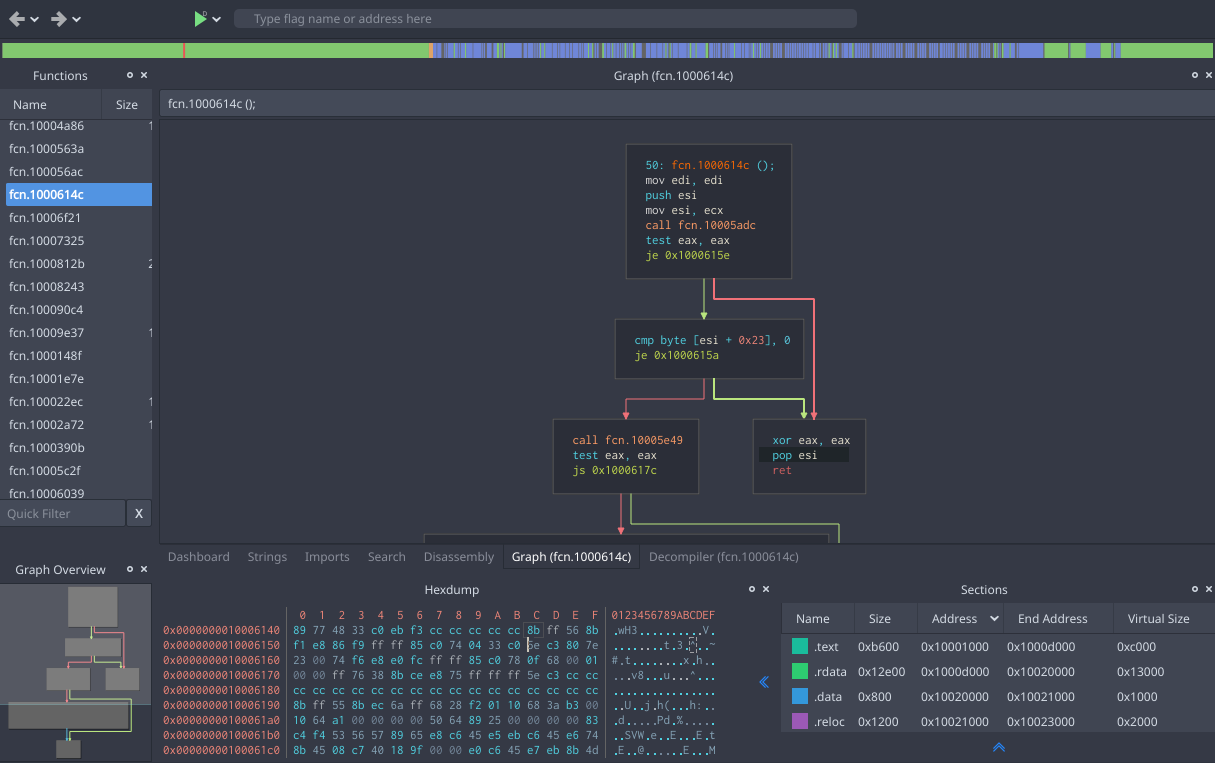 D
Type flag name or address here
Functions
Graph (fcn.1000614c)
Name Size
fcn.1000614c ();
fcn.10004a86
fcn.1000563a
fcn.100056ac
fcn.1000614c
fcn.10006f21
fcn.10007325
fcn.1000812b
fcn.10008243
fcn.100090c4
fcn.10009e37
fcn.1000148f
fcn.10001e7e
fcn.100022ec
fcn.10002a72
fcn.1000390b
fcn.10005c2f
fcn.10006039
Quick Filter X
50: fcn.1000614c ();
mov edi, edi
push esi
mov esi, ecx
call fcn.10005adc
test eax, eax
je 0x1000615e
cmp byte [esi + 0x23], 0
je 0x1000615a
call fcn.10005e49
test eax, eax
js 0x1000617c
xor eax, eax
pop esi
ret
Dashboard Strings Imports Search Disassembly Graph (fcn.1000614c) Decompiler (fcn.1000614c)
Graph Overview
Hexdump
0 1 2 3 4 5 6 7 8 9 A B C D E F 0123456789ABCDEF
0x0000000010006140 89 77 48 33 c0 eb f3 cc cc cc cc cc 8b ff 56 8b .wH3..........V.
0x0000000010006150 f1 e8 86 f9 ff ff 85 c0 74 04 33 c0 5e c3 80 7e ........t.3.^..~
0x0000000010006160 23 00 74 f6 e8 e0 fc ff ff 85 c0 78 0f 68 00 01 #.t........x.h..
0x0000000010006170 00 00 ff 76 38 8b ce e8 75 ff ff ff 5e c3 cc cc ...v8...u...^...
0x0000000010006180 cc cc cc cc cc cc cc cc cc cc cc cc cc cc cc cc ................
0x0000000010006190 8b ff 55 8b ec 6a ff 68 28 f2 01 10 68 3a b3 00 ..U..j.h(...h:..
0x00000000100061a0 10 64 a1 00 00 00 00 50 64 89 25 00 00 00 00 83 .d.....Pd.%.....
0x00000000100061b0 c4 f4 53 56 57 89 65 e8 c6 45 e5 eb c6 45 e6 74 ..SVW.e..E...E.t
0x00000000100061c0 8b 45 08 c7 40 18 9f 00 00 00 e0 c6 45 e7 eb 8b 4d .E..@.......E...M
Sections
Name Size Address End Address Virtual Size
.text 0xb600 0x10001000 0x1000d000 0xc000
.rdata 0x12e00 0x1000d000 0x10020000 0x13000
.data 0x800 0x10020000 0x10021000 0x1000
.reloc 0x1200 0x10021000 0x10023000 0x2000